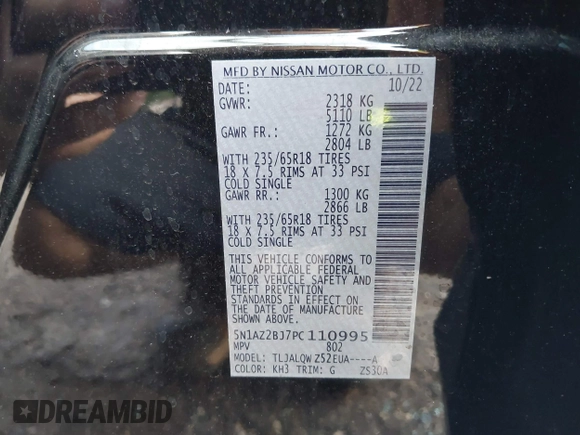 MFD BY NISSAN MOTOR CO., LTD.
DATE: 10/22
GVWR: 2318 KG
5110 LB
GAWR FR.: 1272 KG
2804 LB
WITH 235/65R18 TIRES
18 X 7.5 RIMS AT 33 PSI
COLD SINGLE
GAWR RR.: 1300 KG
2866 LB
WITH 235/65R18 TIRES
18 X 7.5 RIMS AT 33 PSI
COLD SINGLE
THIS VEHICLE CONFORMS TO
ALL APPLICABLE FEDERAL
MOTOR VEHICLE SAFETY AND
THEFT PREVENTION
STANDARDS IN EFFECT ON
THE DATE OF MANUFACTURE
SHOWN ABOVE.
5N1AZ2BJ7PC110995
MPV 802
MODEL: TLJALQW Z52EUA----A
COLOR: KH3 TRIM: G ZS30A
DREAMBID